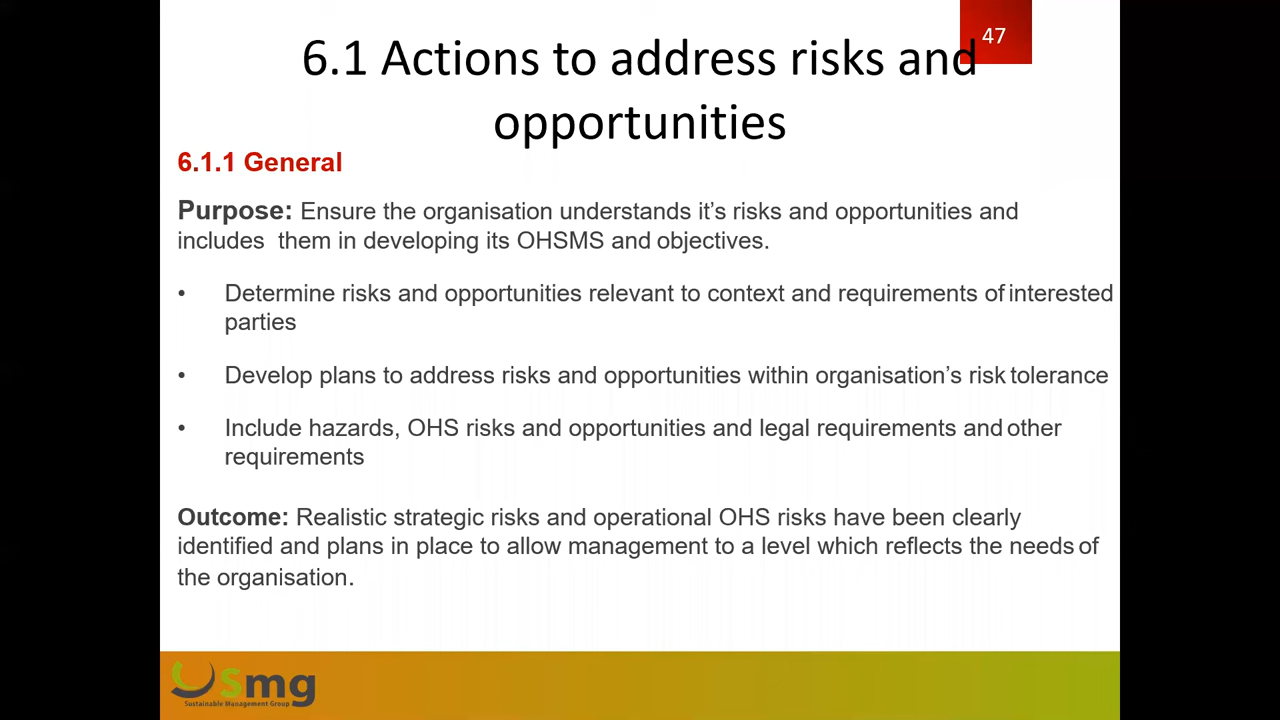 47
6.1 Actions to address risks and
opportunities
6.1.1 General
Purpose: Ensure the organisation understands it’s risks and opportunities and
includes them in developing its OHSMS and objectives.
• Determine risks and opportunities relevant to context and requirements of interested
parties
• Develop plans to address risks and opportunities within organisation’s risk tolerance
• Include hazards, OHS risks and opportunities and legal requirements and other
requirements
Outcome: Realistic strategic risks and operational OHS risks have been clearly
identified and plans in place to allow management to a level which reflects the needs of
the organisation.
Smg
Sustainable Management Group